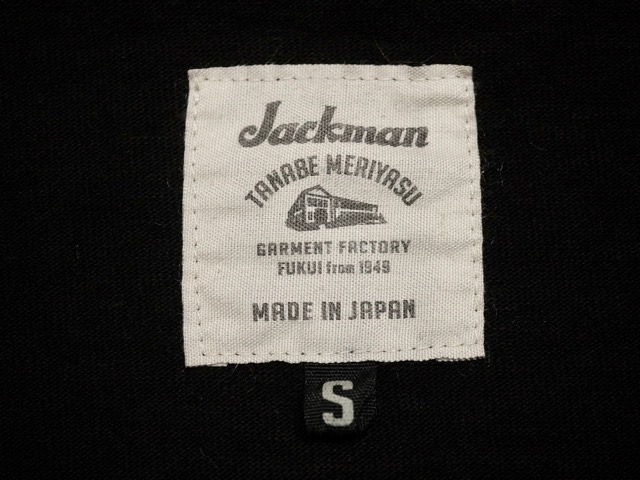 Jackman
TANABE MERIYASU
GARMENT FACTORY
FUKUI from 1949
MADE IN JAPAN
S